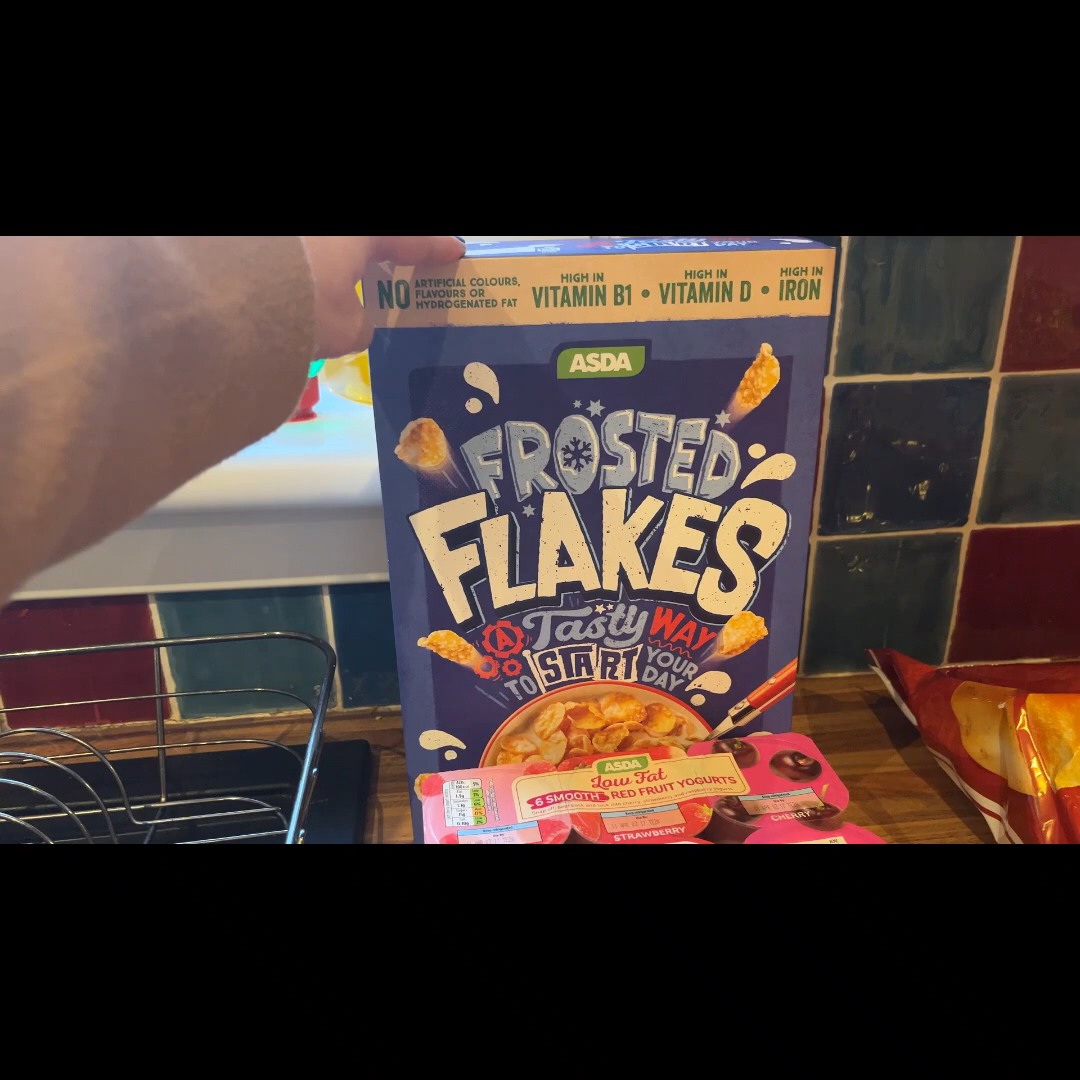 NO ARTIFICIAL COLOURS,
FLAVOURS OR
HYDROGENATED FAT
HIGH IN
VITAMIN B1 •
HIGH IN
VITAMIN D •
HIGH IN
IRON
ASDA
FROSTED
FLAKES
A Tasty WAY
TO START YOUR
DAY
ASDA
Low Fat
6 SMOOTH RED FRUIT YOGURTS
STRAWBERRY
CHERRY